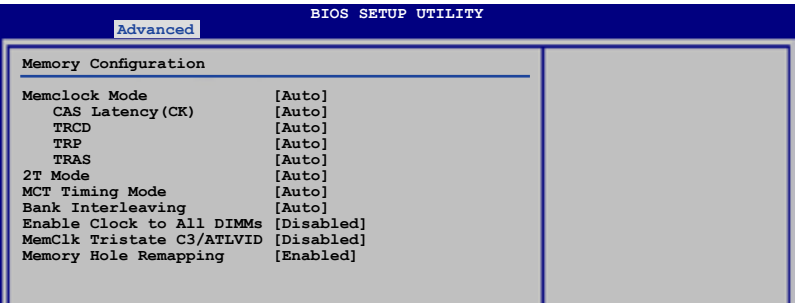 BIOS SETUP UTILITY
Advanced
Memory Configuration
Memclock Mode [Auto]
CAS Latency(CK) [Auto]
TRCD [Auto]
TRP [Auto]
TRAS [Auto]
2T Mode [Auto]
MCT Timing Mode [Auto]
Bank Interleaving [Auto]
Enable Clock to All DIMMs [Disabled]
MemClk Tristate C3/ATLVID [Disabled]
Memory Hole Remapping [Enabled]